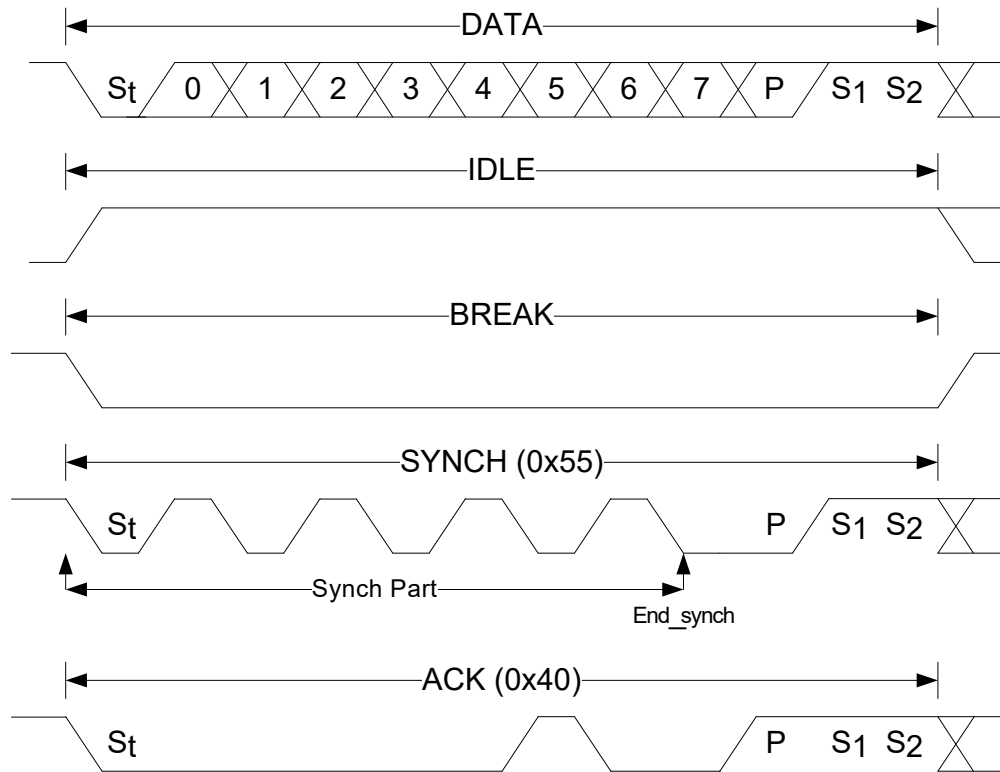 DATA
St 0 1 2 3 4 5 6 7 P S1 S2
IDLE
BREAK
SYNCH (0x55)
St P S1 S2
Synch Part
End_synch
ACK (0x40)
St P S1 S2